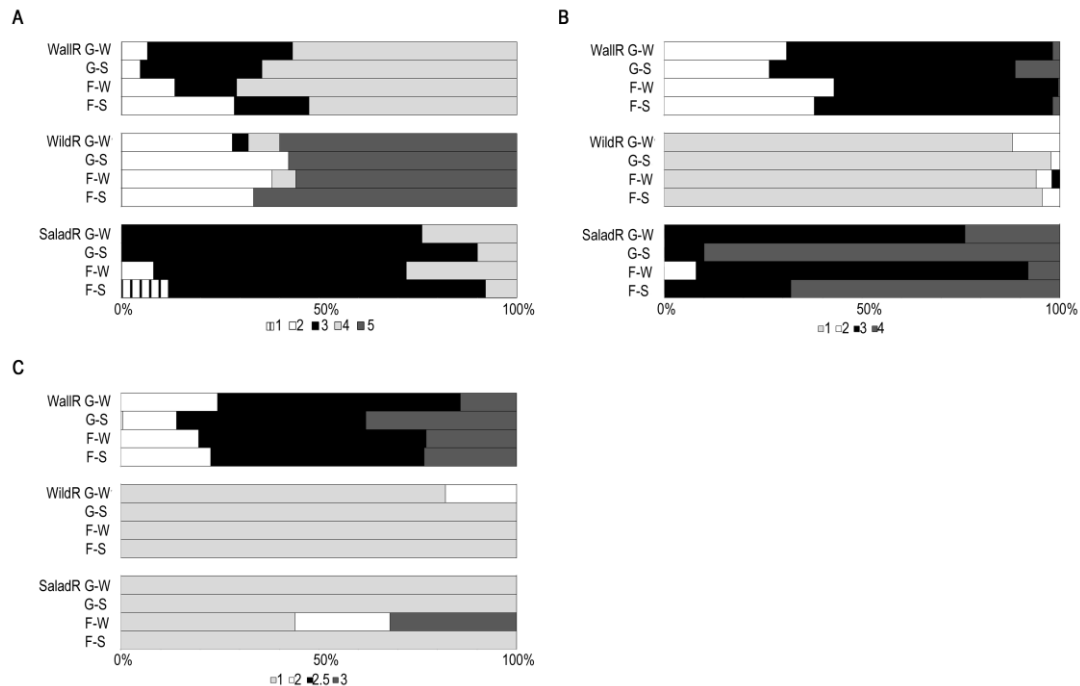 A
WallR G-W
G-S
F-W
F-S
WildR G-W
G-S
F-W
F-S
SaladR G-W
G-S
F-W
F-S
0% 50% 100%
1 2 3 4 5
B
WallR G-W
G-S
F-W
F-S
WildR G-W
G-S
F-W
F-S
SaladR G-W
G-S
F-W
F-S
0% 50% 100%
1 2 3 4
C
WallR G-W
G-S
F-W
F-S
WildR G-W
G-S
F-W
F-S
SaladR G-W
G-S
F-W
F-S
0% 50% 100%
1 2 2.5 3